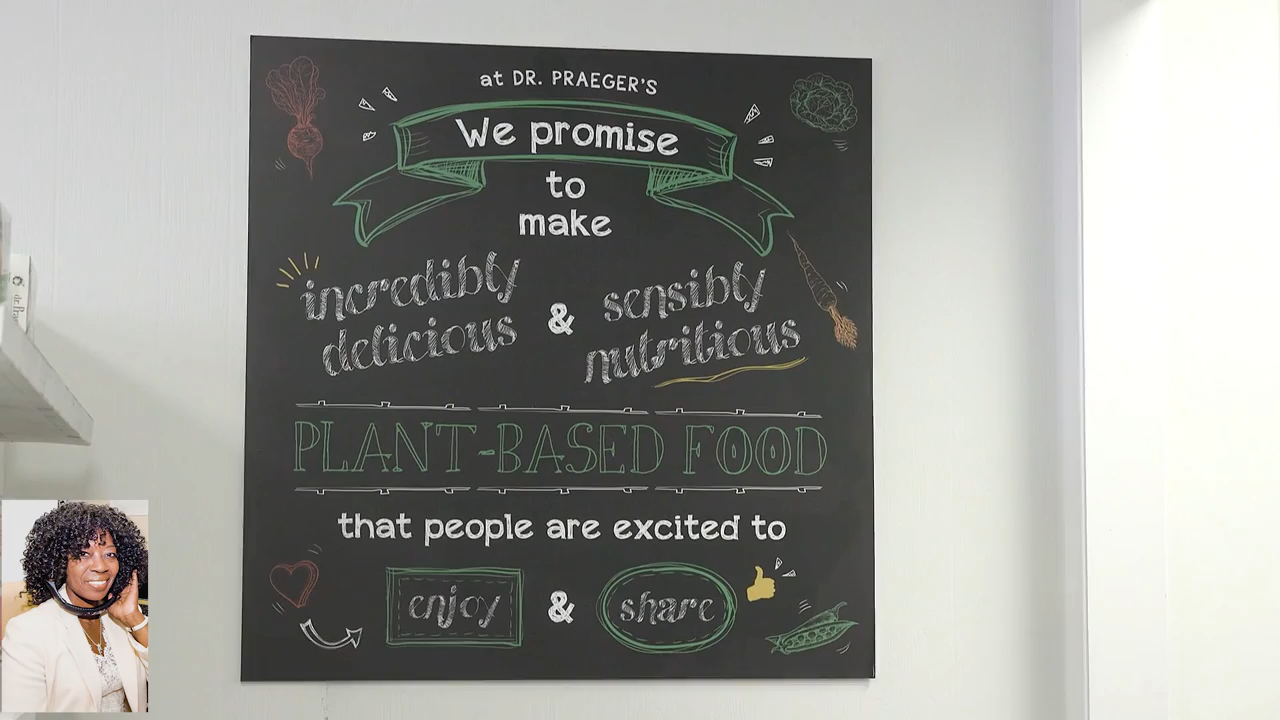 at DR. PRAEGER'S
We promise
to
make
incredibly
delicious
&
sensibly
nutritious
PLANT-BASED FOOD
that people are excited to
enjoy & share